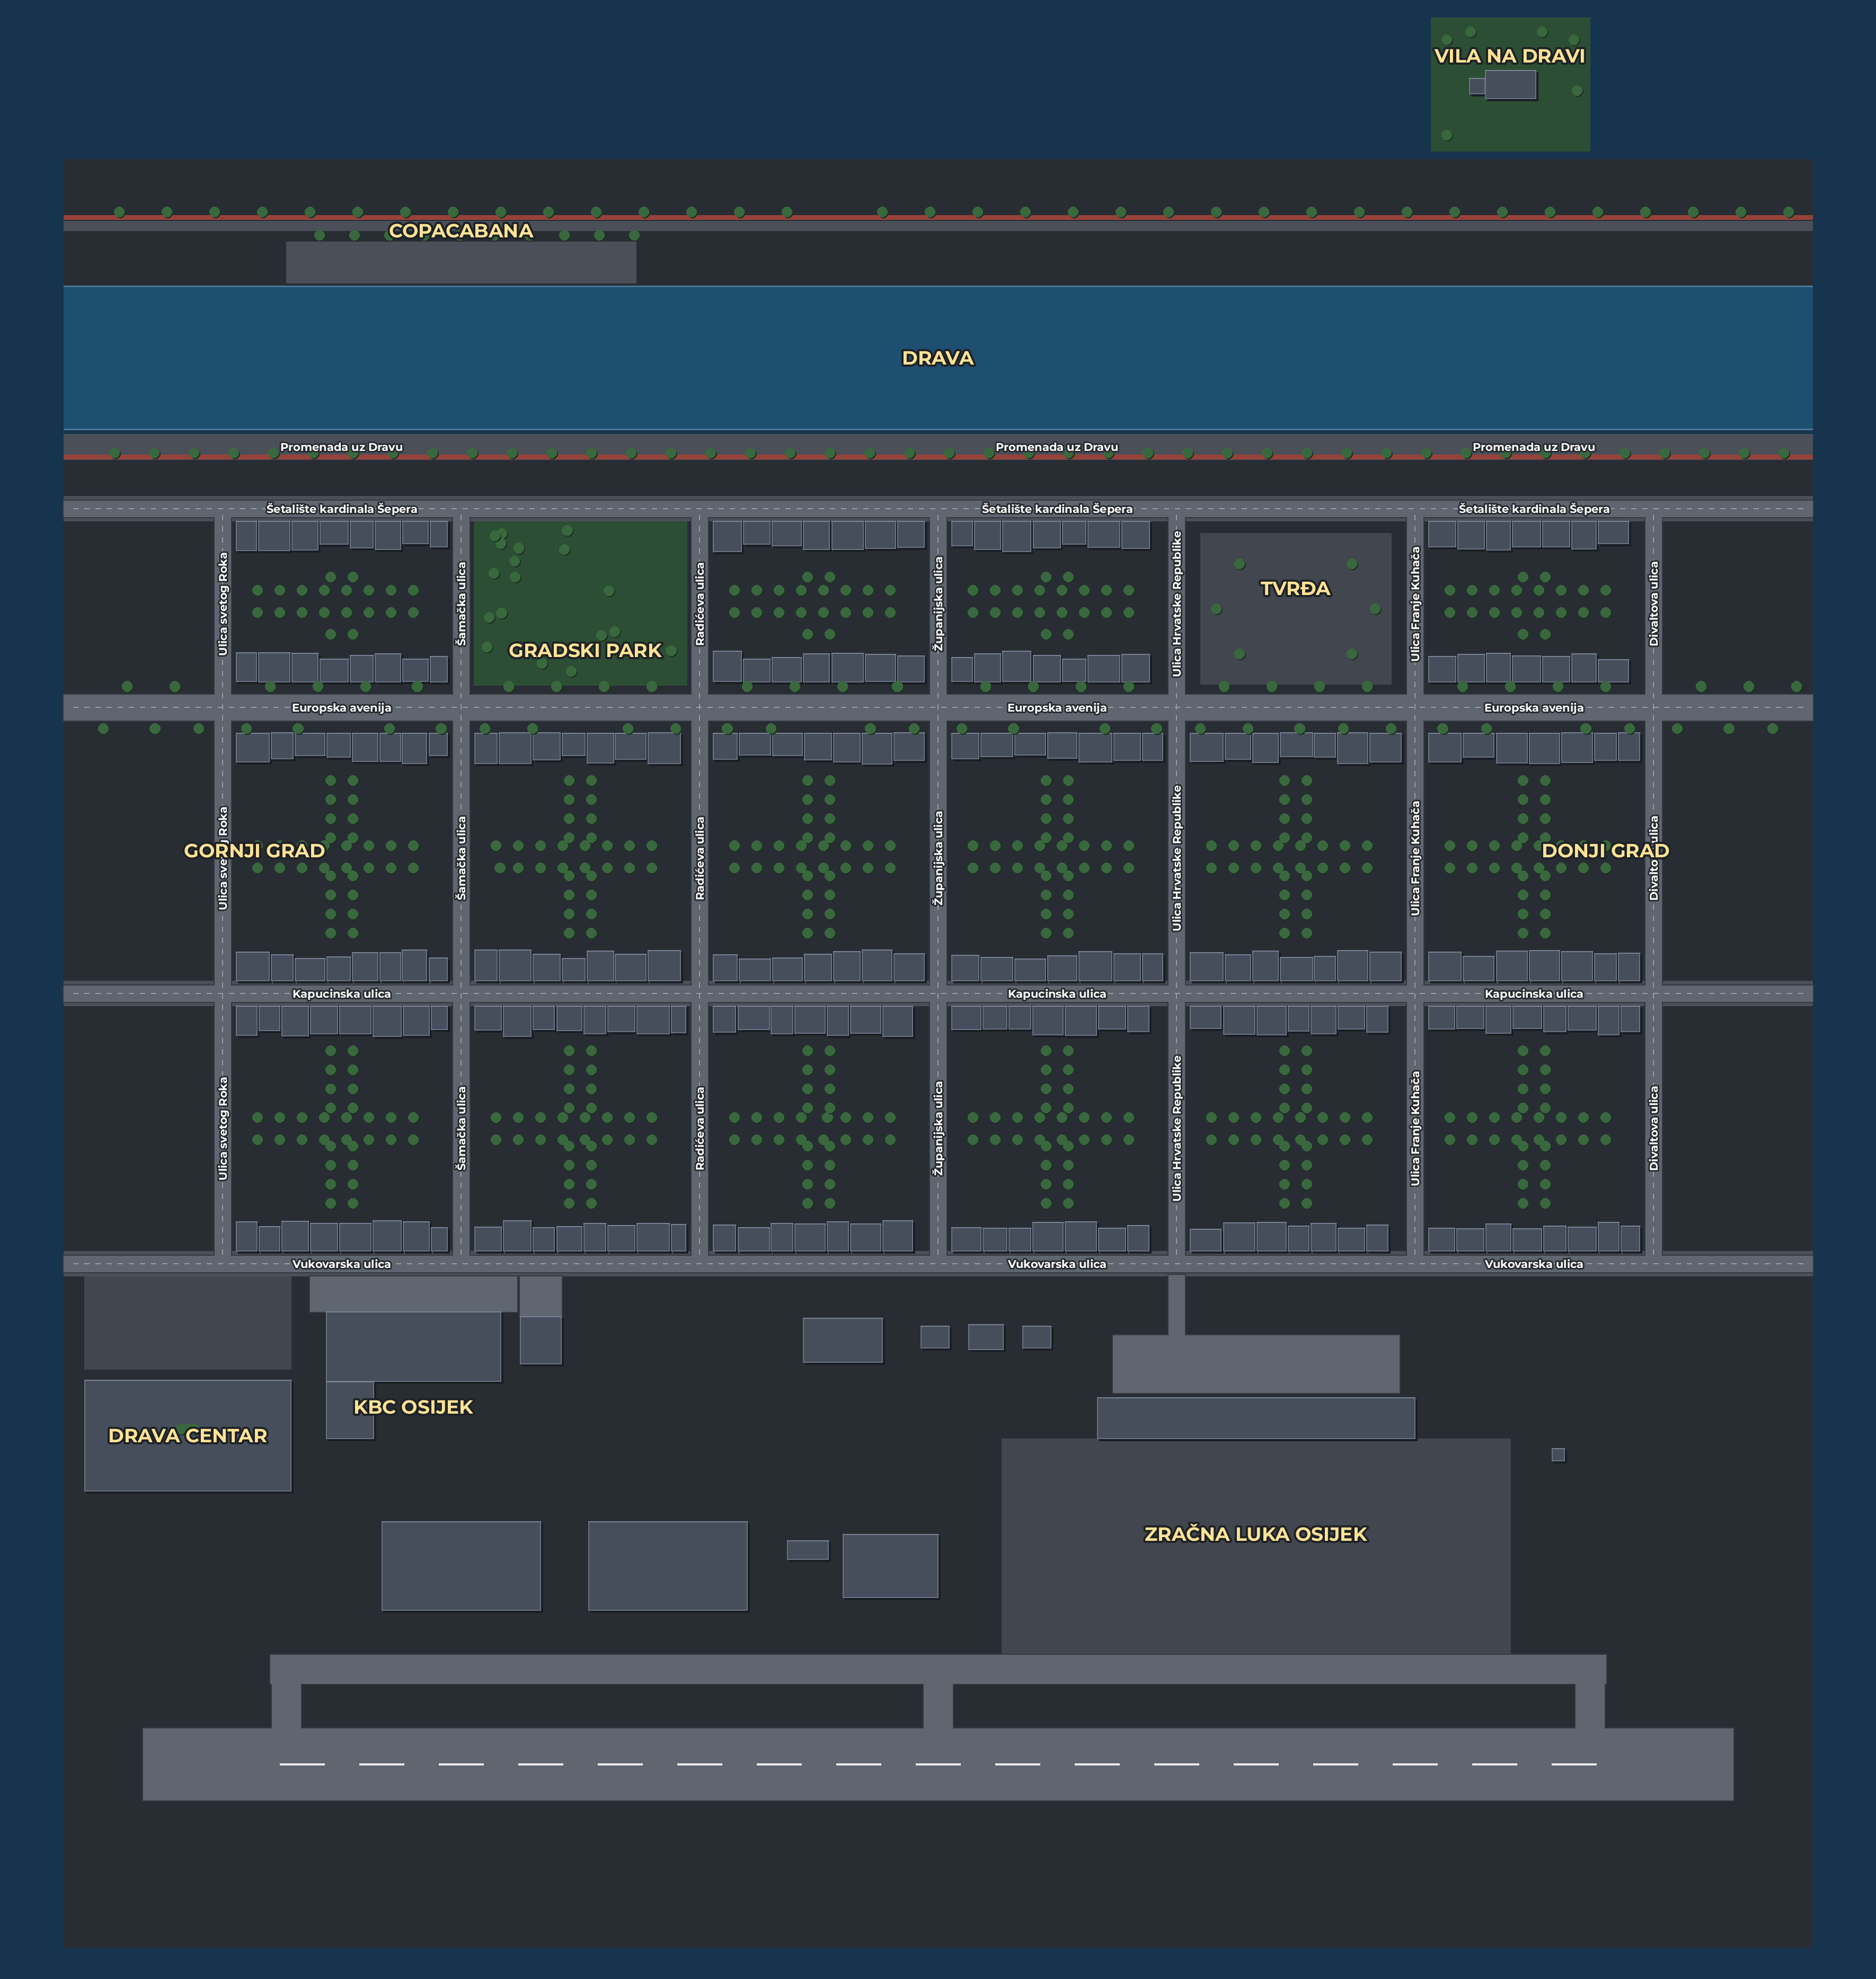 VILA NA DRAVI
COPACABANA
DRAVA
Promenada uz Dravu
Promenada uz Dravu
Promenada uz Dravu
Šetalište kardinala Šepera
Šetalište kardinala Šepera
Šetalište kardinala Šepera
Ulica svetog Roka
Šamačka ulica
Radićeva ulica
Županijska ulica
Ulica Hrvatske Republike
Ulica Franje Kuhača
Divaltova ulica
TVRĐA
GRADSKI PARK
Europska avenija
Europska avenija
Europska avenija
Ulica svetog Roka
Šamačka ulica
Radićeva ulica
Županijska ulica
Ulica Hrvatske Republike
Ulica Franje Kuhača
Divaltova ulica
GORNJI GRAD
DONJI GRAD
Kapucinska ulica
Kapucinska ulica
Kapucinska ulica
Ulica svetog Roka
Šamačka ulica
Radićeva ulica
Županijska ulica
Ulica Hrvatske Republike
Ulica Franje Kuhača
Divaltova ulica
Vukovarska ulica
Vukovarska ulica
Vukovarska ulica
KBC OSIJEK
DRAVA CENTAR
ZRAČNA LUKA OSIJEK